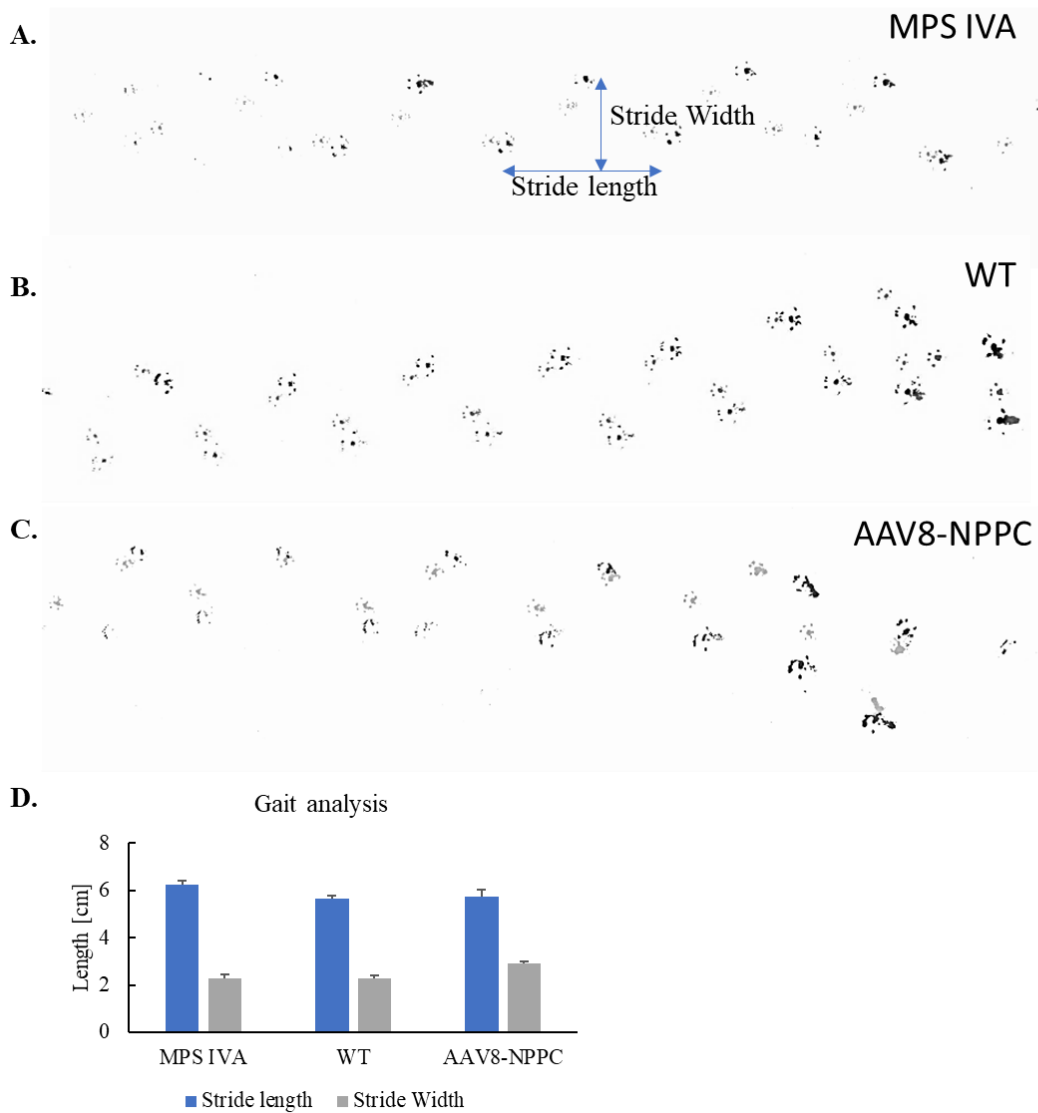 A.
MPS IVA
Stride Width
Stride length
B.
WT
C.
AAV8-NPPC
D.
Gait analysis
8
6
4
2
0
Length [cm]
MPS IVA WT AAV8-NPPC
Stride length Stride Width